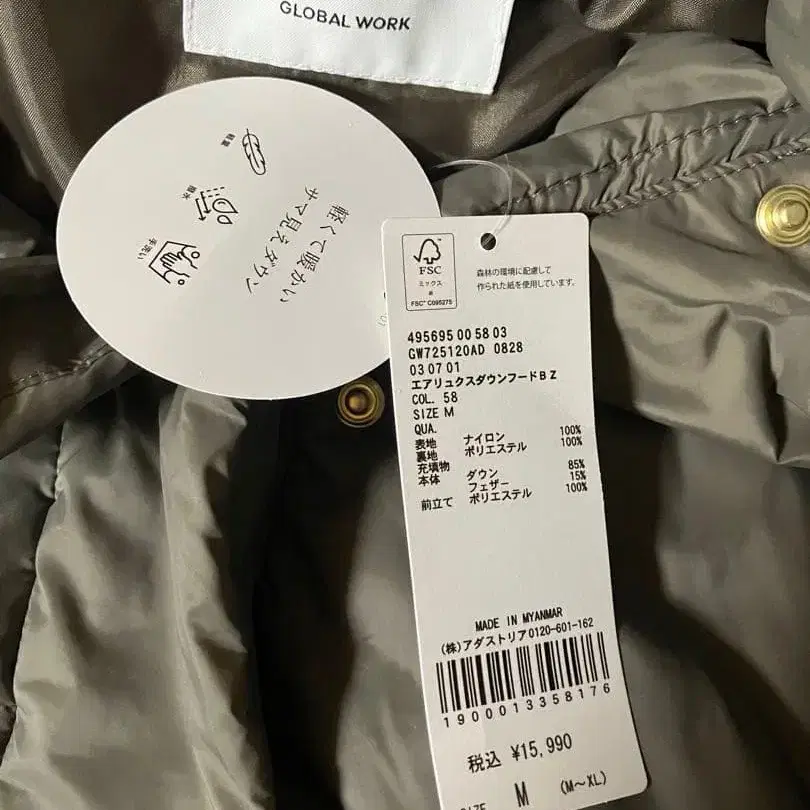 GLOBAL WORK
軽量
撥水
手洗い
軽くて暖かい
サマ見えダウン
FSC
ミックス
紙
FSC® C095275
森林の環境に配慮して
作られた紙を使用しています。
495695 00 58 03
GW725120AD 0828
03 07 01
エアリュクスダウンフードBZ
COL. 58
SIZE M
QUA.
表地 ナイロン 100%
裏地 ポリエステル 100%
充填物
本体 ダウン 85%
フェザー 15%
前立て ポリエステル 100%
MADE IN MYANMAR
(株)アダストリア0120-601-162
1900013358176
税込 ¥15,990
SIZE M (M～XL)